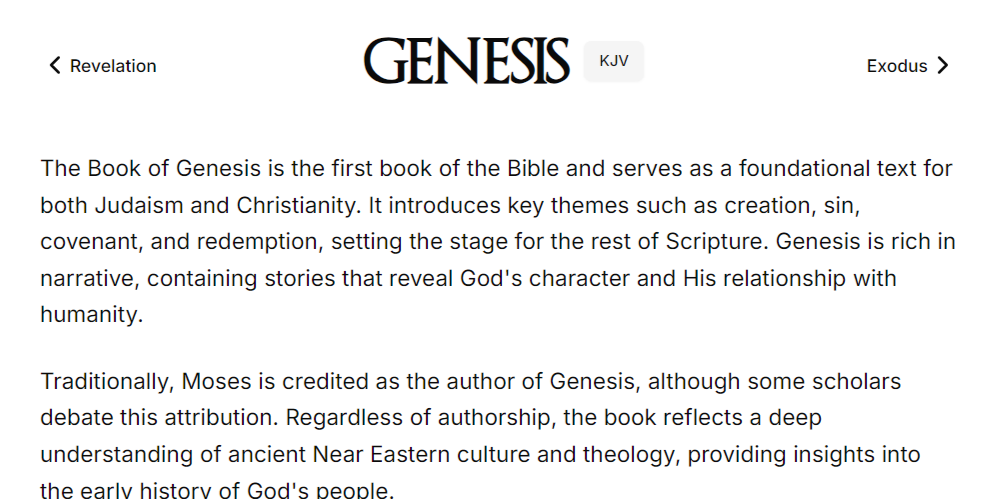 Revelation
GENESIS
KJV
Exodus
The Book of Genesis is the first book of the Bible and serves as a foundational text for
both Judaism and Christianity. It introduces key themes such as creation, sin,
covenant, and redemption, setting the stage for the rest of Scripture. Genesis is rich in
narrative, containing stories that reveal God's character and His relationship with
humanity.
Traditionally, Moses is credited as the author of Genesis, although some scholars
debate this attribution. Regardless of authorship, the book reflects a deep
understanding of ancient Near Eastern culture and theology, providing insights into
the early history of God's people.